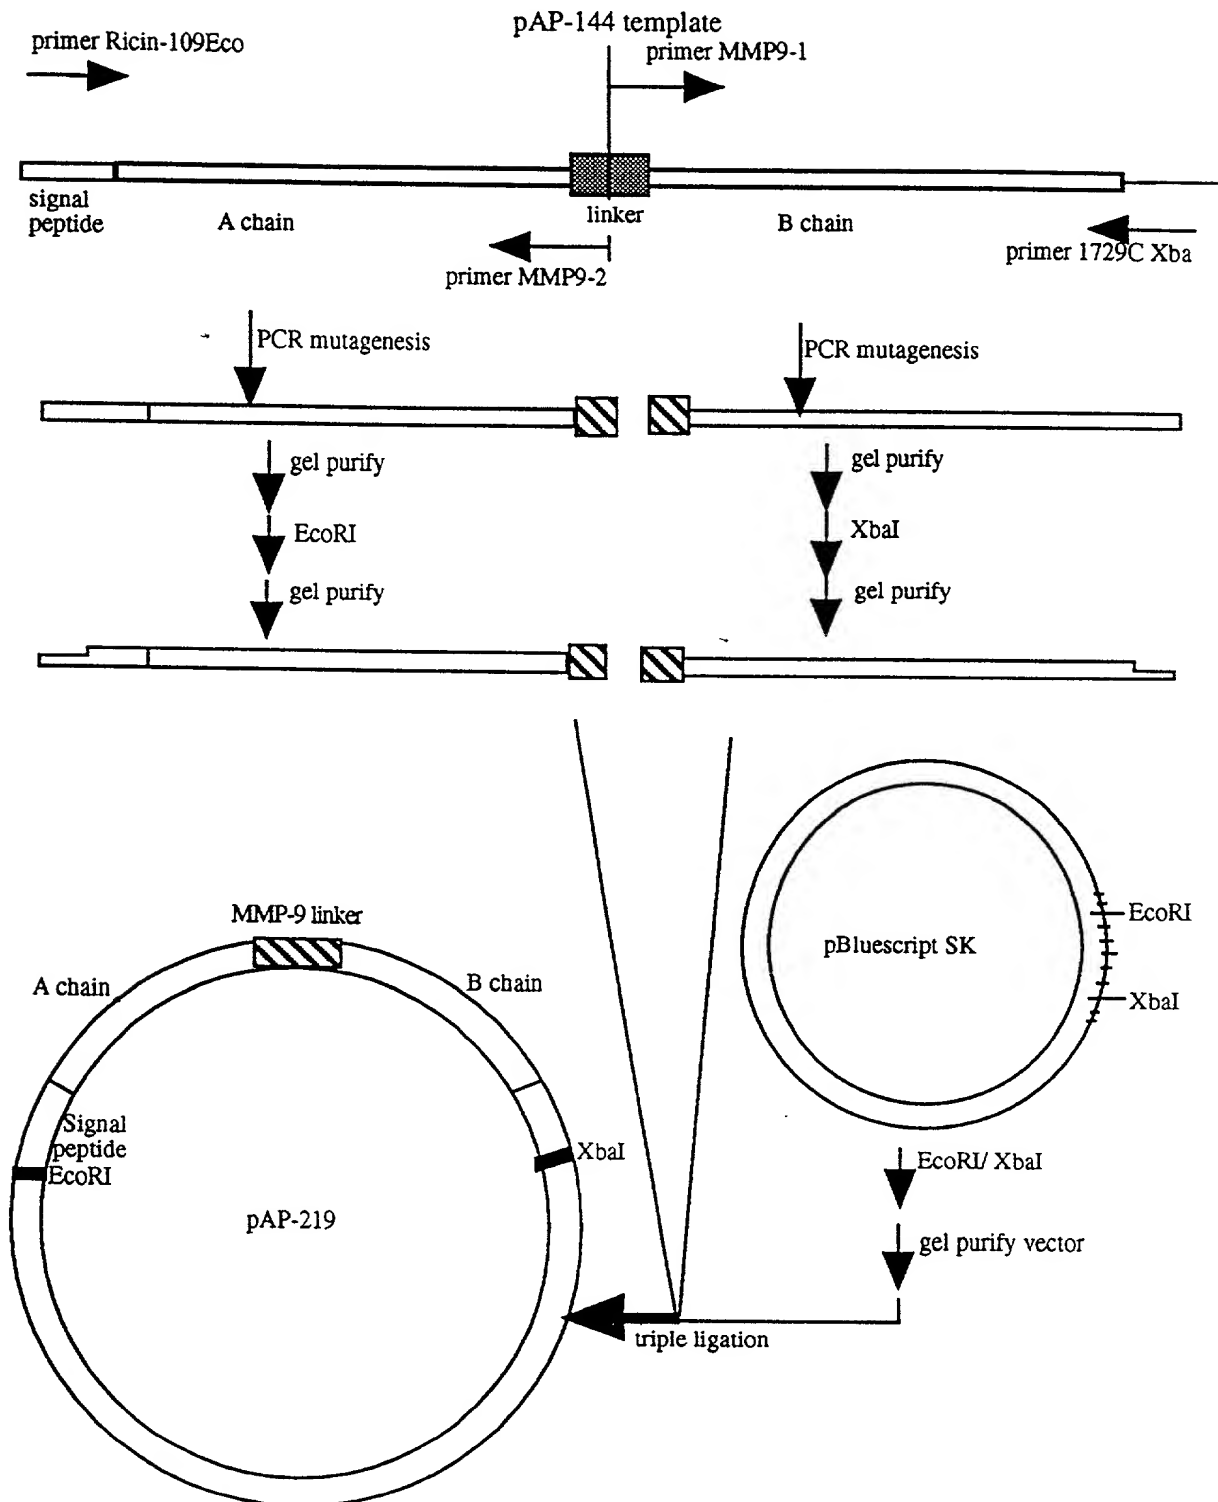 pAP-144 template
primer Ricin-109Eco
primer MMP9-1
signal
peptide
A chain
linker
B chain
primer MMP9-2
primer 1729C Xba
PCR mutagenesis
PCR mutagenesis
gel purify
gel purify
EcoRI
XbaI
gel purify
gel purify
MMP-9 linker
A chain
B chain
pBluescript SK
EcoRI
XbaI
Signal
peptide
EcoRI
XbaI
pAP-219
EcoRI/ XbaI
gel purify vector
triple ligation